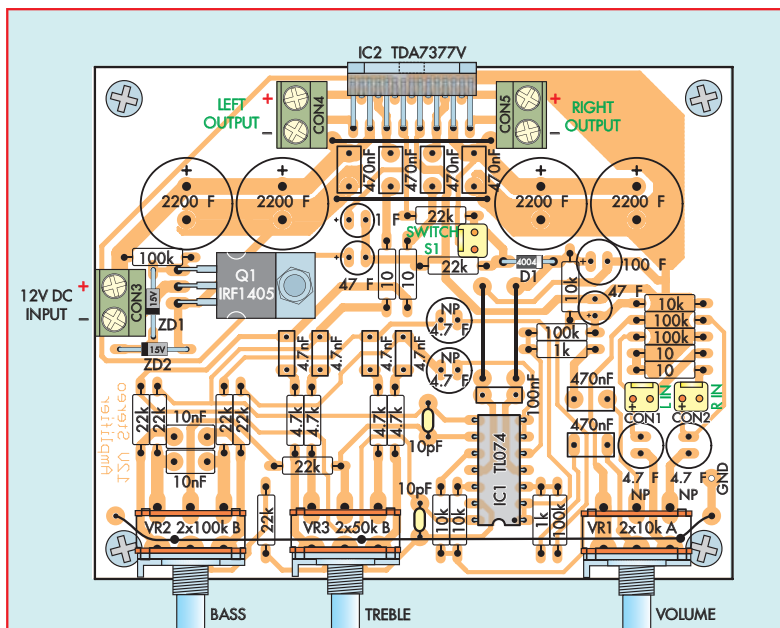 IC2 TDA7377V
LEFT
OUTPUT
+
−
CON4
CON5
+
−
RIGHT
OUTPUT
470nF
470nF
470nF
470nF
+
2200 F
+
2200 F
+
2200 F
+
2200 F
+
1 F
22k
SWITCH
S1
100k
Q1
IRF1405
+
47 F
10
10
22k
4004
D1
+
100 F
12V DC
INPUT
+
−
CON3
15V
ZD1
15V
ZD2
10k
+
47 F
10k
100k
100k
10
10
NP
4.7 F
NP
4.7 F
100k
1k
4.7nF
4.7nF
4.7nF
4.7nF
100nF
470nF
470nF
+
CON1
L IN
+
CON2
R IN
22k
22k
10nF
10nF
22k
22k
4.7k
4.7k
4.7k
4.7k
22k
10pF
IC1 TL074
4.7 F
NP
4.7 F
NP
GND
Amplifier
12V Stereo
22k
10pF
10k
10k
1k
100k
VR2 2x100k B
VR3 2x50k B
VR1 2x10k A
BASS
TREBLE
VOLUME